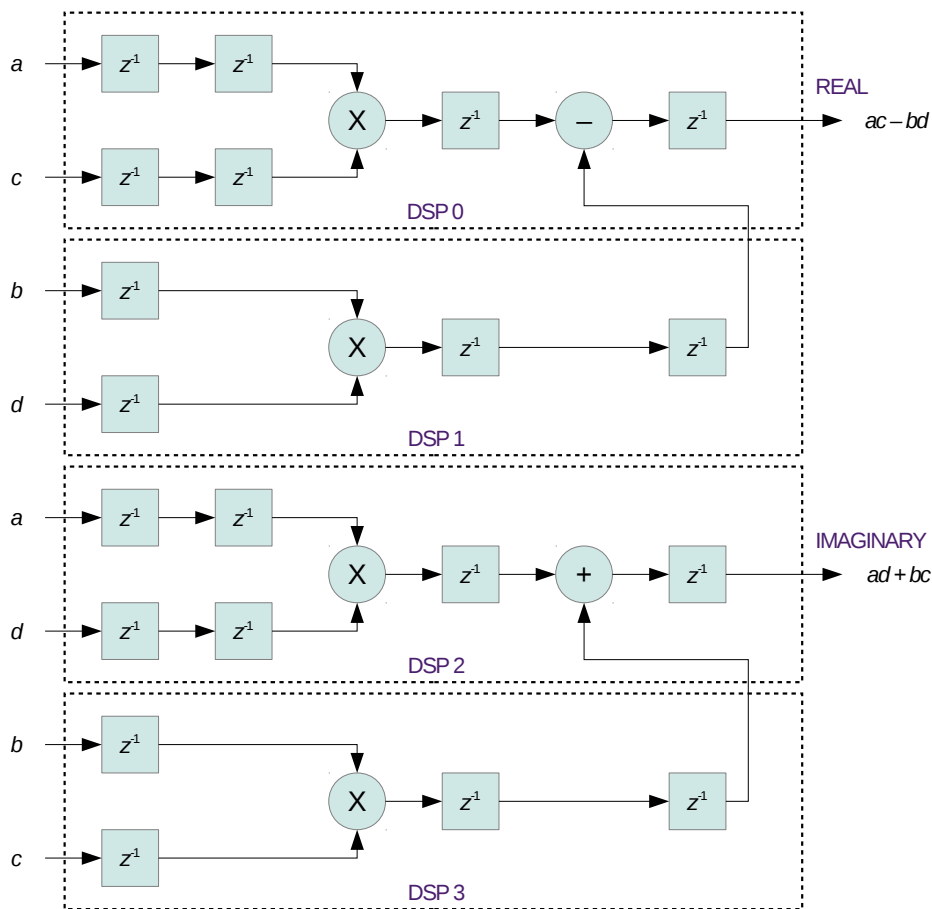 a
z-1
z-1
c
z-1
z-1
X
z-1
–
z-1
REAL
ac – bd
DSP 0
b
z-1
d
z-1
X
z-1
z-1
DSP 1
a
z-1
z-1
d
z-1
z-1
X
z-1
+
z-1
IMAGINARY
ad + bc
DSP 2
b
z-1
c
z-1
X
z-1
z-1
DSP 3